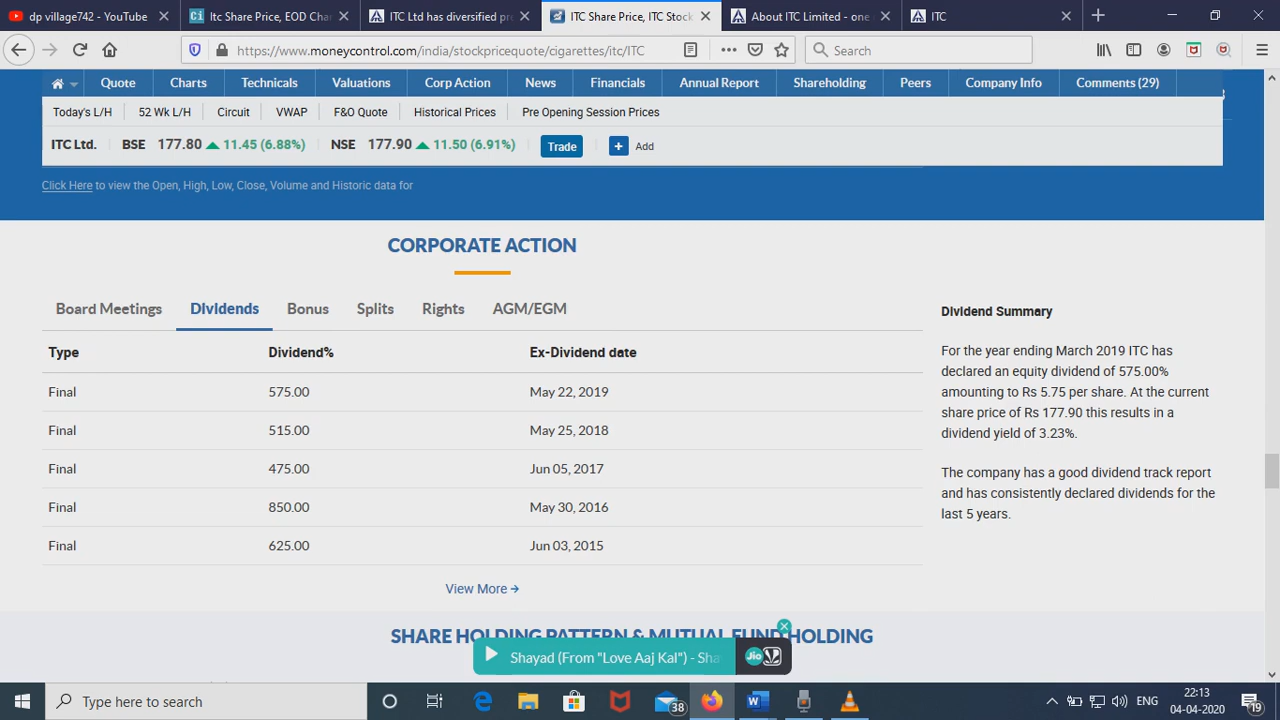 dp village742 - YouTube
Itc Share Price, EOD Cha
ITC Ltd has diversified pr
ITC Share Price, ITC Stock
About ITC Limited - one
ITC
https://www.moneycontrol.com/india/stockpricequote/cigarettes/itc/ITC
Search
Quote Charts Technicals Valuations Corp Action News Financials Annual Report Shareholding Peers Company Info Comments (29)
Today's L/H 52 Wk L/H Circuit VWAP F&O Quote Historical Prices Pre Opening Session Prices
ITC Ltd. BSE 177.80 ▲ 11.45 (6.88%) NSE 177.90 ▲ 11.50 (6.91%) Trade + Add
Click Here to view the Open, High, Low, Close, Volume and Historic data for
CORPORATE ACTION
Board Meetings Dividends Bonus Splits Rights AGM/EGM
Type Dividend% Ex-Dividend date
Final 575.00 May 22, 2019
Final 515.00 May 25, 2018
Final 475.00 Jun 05, 2017
Final 850.00 May 30, 2016
Final 625.00 Jun 03, 2015
View More →
Dividend Summary
For the year ending March 2019 ITC has
declared an equity dividend of 575.00%
amounting to Rs 5.75 per share. At the current
share price of Rs 177.90 this results in a
dividend yield of 3.23%.
The company has a good dividend track report
and has consistently declared dividends for the
last 5 years.
SHARE HOLDING PATTERN & MUTUAL FUND HOLDING
Shayad (From "Love Aaj Kal") - Sha
Jio
Type here to search
38
ENG
22:13
04-04-2020
19